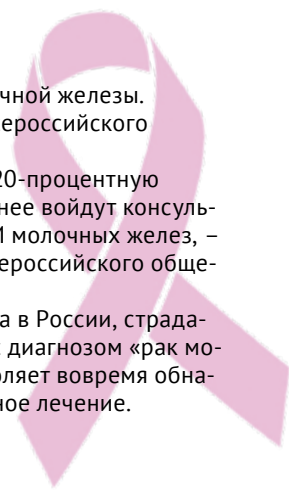 чной железы.
ероссийского
20-процентную
нее войдут консуль-
И молочных желез, –
ероссийского обще-
а в России, страда-
с диагнозом «рак мо-
оляет вовремя обна-
ное лечение.